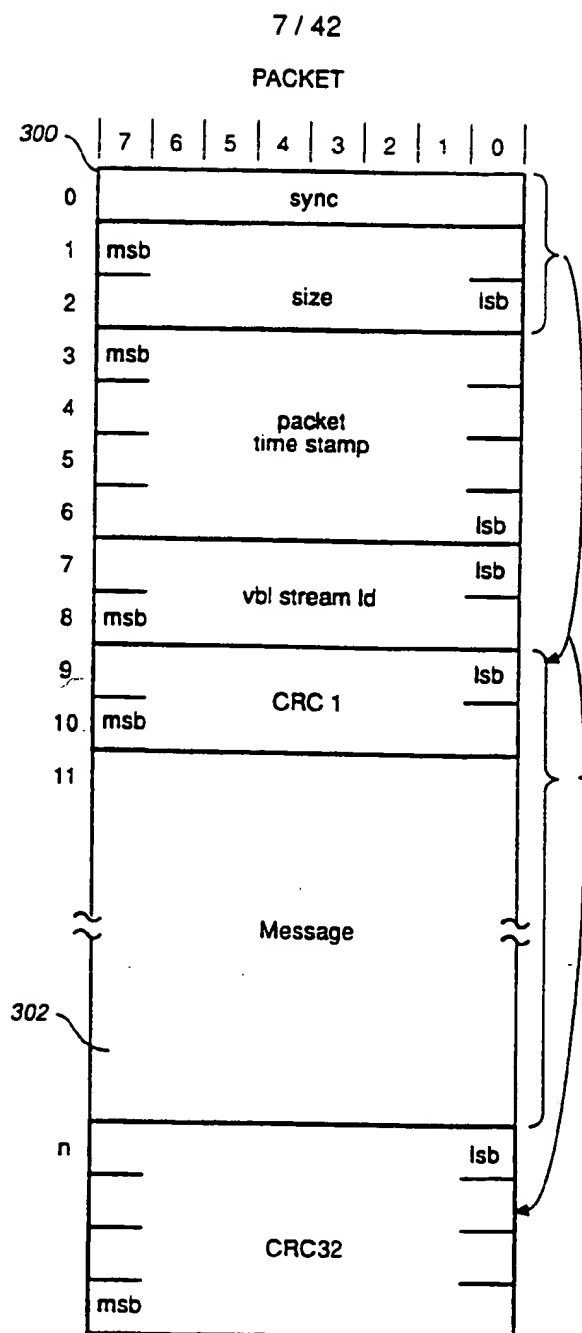 7 / 42
PACKET
300
7 6 5 4 3 2 1 0
0 sync
1 msb
2 size lsb
3 msb
4
packet
time stamp
5
6 lsb
7 lsb
vbl stream Id
8 msb
9 lsb
CRC 1
10 msb
11
Message
302
n lsb
CRC32
msb